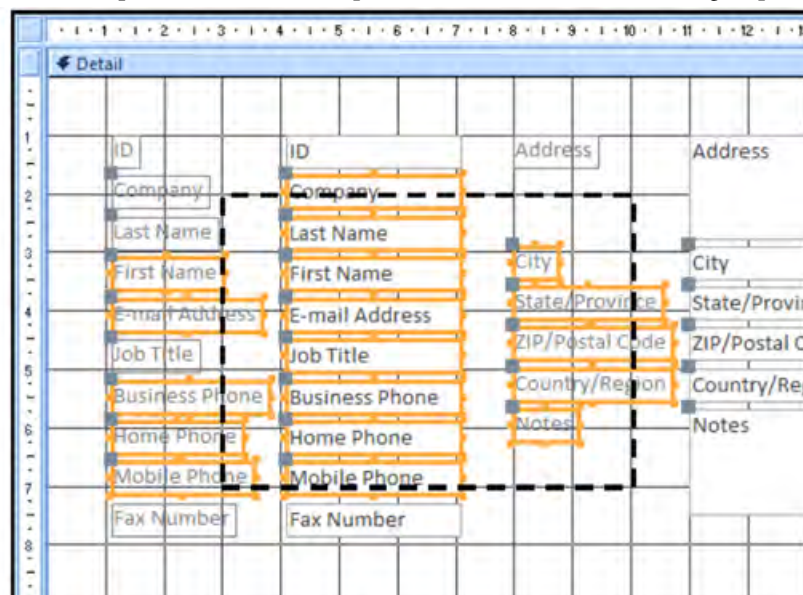 1 2 3 4 5 6 7 8 9 10 11 12
Detail
ID ID Address Address
Company Company
Last Name Last Name
First Name First Name City City
E-mail Address E-mail Address State/Province
Job Title Job Title ZIP/Postal Code ZIP/Postal
Business Phone Business Phone Country/Region
Home Phone Home Phone Notes Notes
Mobile Phone Mobile Phone
Fax Number Fax Number
1
2
3
4
5
6
7
8